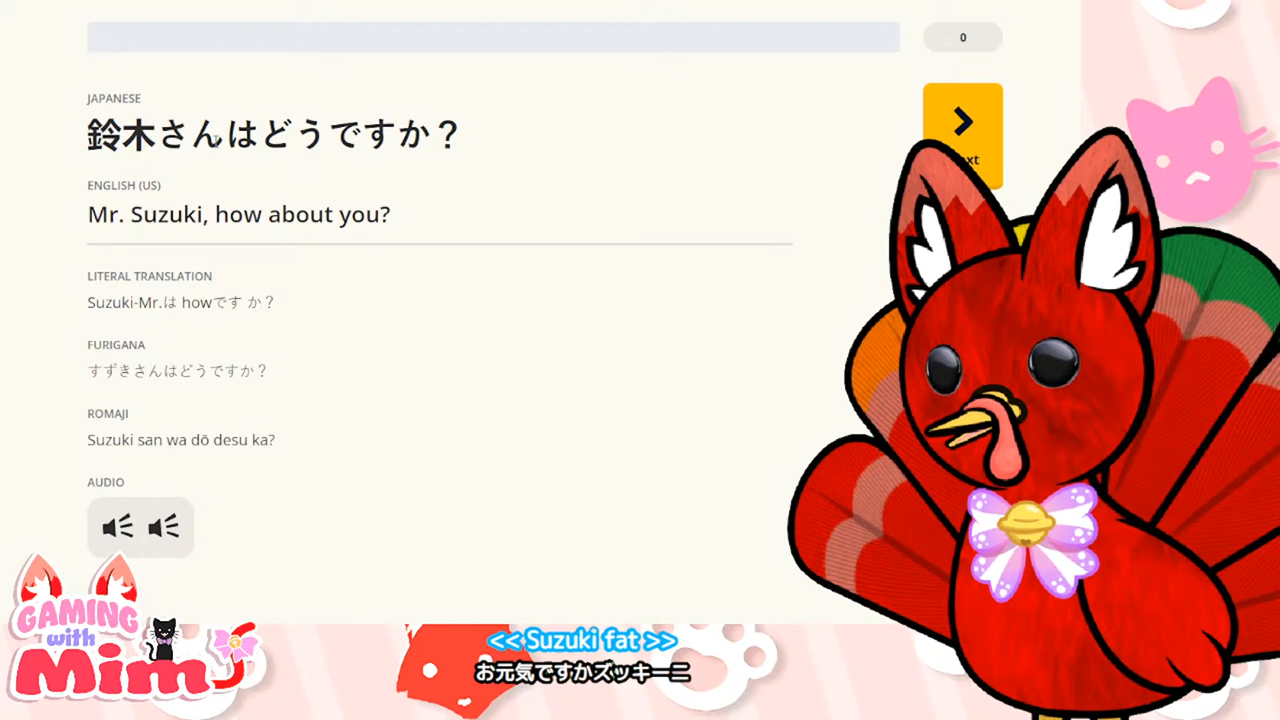 0
JAPANESE
鈴木さんはどうですか？
ENGLISH (US)
Mr. Suzuki, how about you?
LITERAL TRANSLATION
Suzuki-Mr.は howです か？
FURIGANA
すずきさんはどうですか？
ROMAJI
Suzuki san wa dō desu ka?
AUDIO
GAMING
with
Mim
<< Suzuki fat >>
お元気ですかズッキーニ